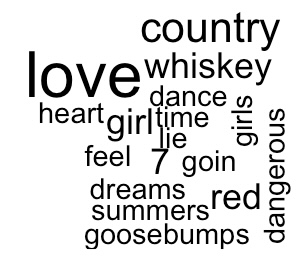 country
love whiskey
dance
heart girl time girls
lie
feel 7 goin dangerous
dreams red
summers
goosebumps